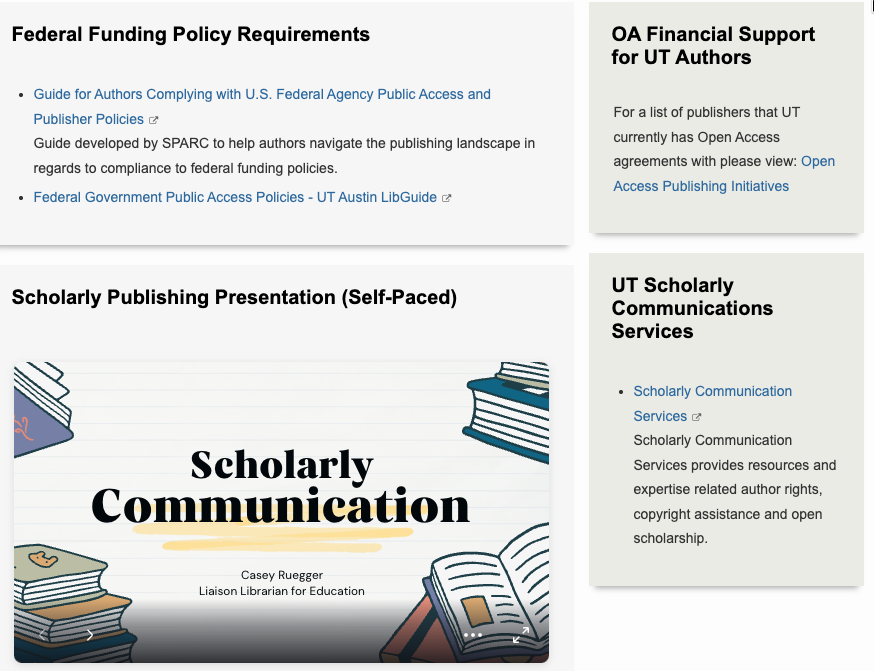 Federal Funding Policy Requirements
Guide for Authors Complying with U.S. Federal Agency Public Access and
Publisher Policies
Guide developed by SPARC to help authors navigate the publishing landscape in
regards to compliance to federal funding policies.
Federal Government Public Access Policies - UT Austin LibGuide
Scholarly Publishing Presentation (Self-Paced)
Scholarly
Communication
Casey Ruegger
Liaison Librarian for Education
OA Financial Support
for UT Authors
For a list of publishers that UT
currently has Open Access
agreements with please view: Open
Access Publishing Initiatives
UT Scholarly
Communications
Services
Scholarly Communication
Services
Scholarly Communication
Services provides resources and
expertise related author rights,
copyright assistance and open
scholarship.